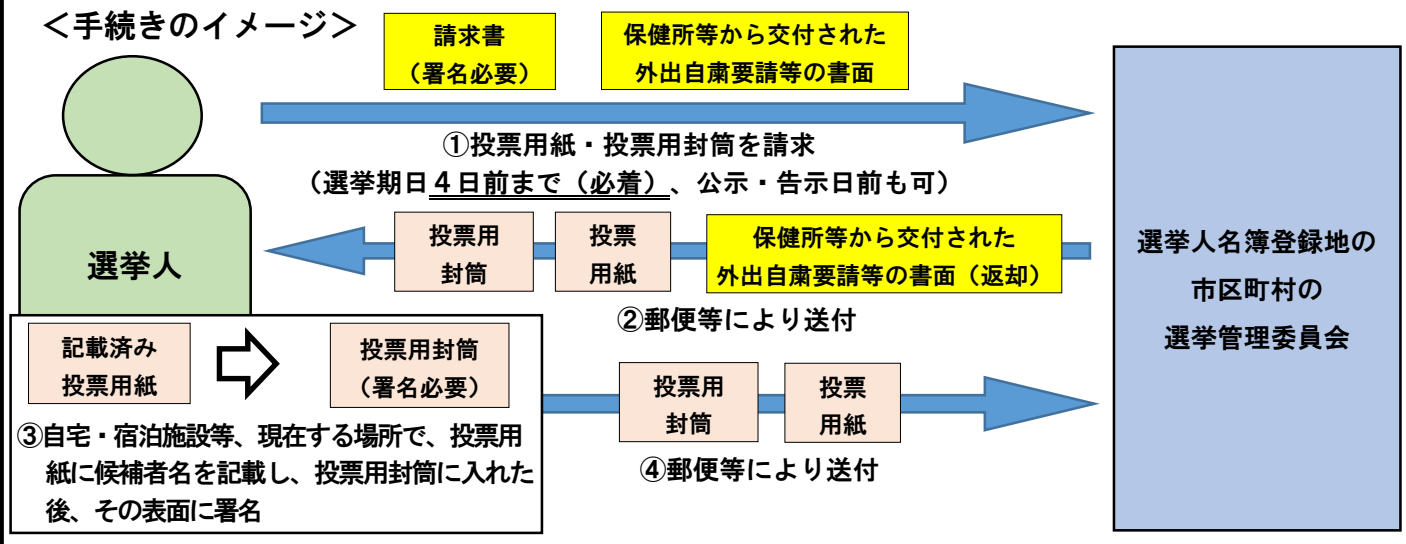 ＜手続きのイメージ＞
請求書
（署名必要）
保健所等から交付された
外出自粛要請等の書面
①投票用紙・投票用封筒を請求
（選挙期日４日前まで（必着）、公示・告示日前も可）
選挙人
投票用
封筒
投票
用紙
保健所等から交付された
外出自粛要請等の書面（返却）
②郵便等により送付
選挙人名簿登録地の
市区町村の
選挙管理委員会
記載済み
投票用紙
投票用封筒
（署名必要）
③自宅・宿泊施設等、現在する場所で、投票用
紙に候補者名を記載し、投票用封筒に入れた
後、その表面に署名
投票用
封筒
投票
用紙
④郵便等により送付